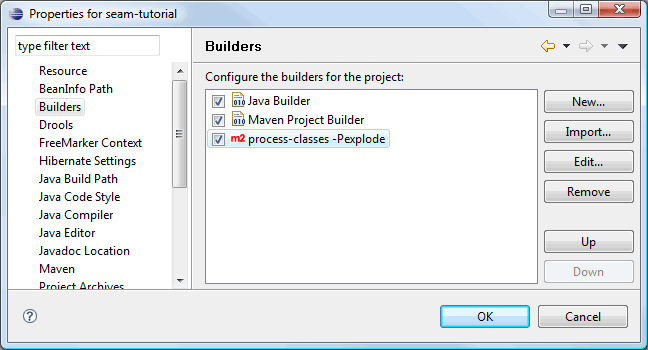 Properties for seam-tutorial
type filter text
Resource
BeanInfo Path
Builders
Drools
FreeMarker Context
Hibernate Settings
Java Build Path
Java Code Style
Java Compiler
Java Editor
Javadoc Location
Maven
Project Archives
Builders
Configure the builders for the project:
010 Java Builder
010 Maven Project Builder
m2 process-classes -Pexplode
New...
Import...
Edit...
Remove
Up
Down
?
OK
Cancel